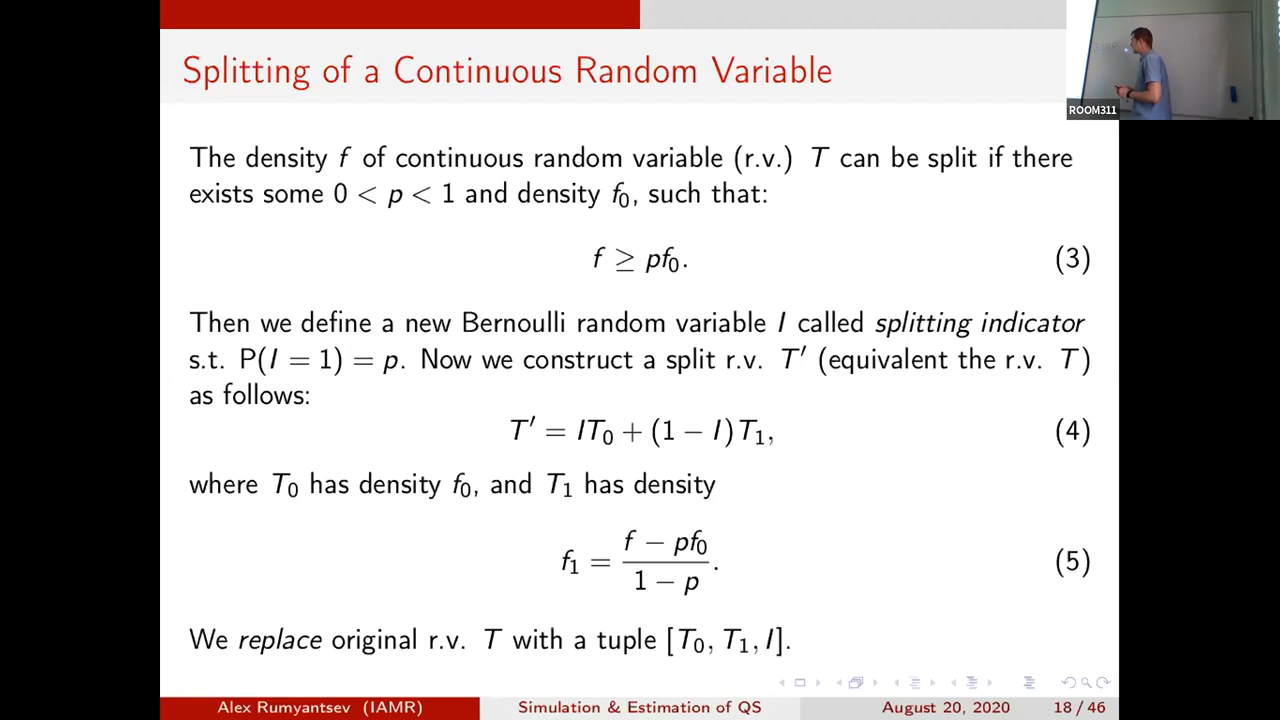 Splitting of a Continuous Random Variable
ROOM311
The density f of continuous random variable (r.v.) T can be split if there
exists some 0 < p < 1 and density f₀, such that:
f ≥ pf₀. (3)
Then we define a new Bernoulli random variable I called splitting indicator
s.t. P(I = 1) = p. Now we construct a split r.v. T′ (equivalent the r.v. T)
as follows:
T′ = IT₀ + (1 − I)T₁, (4)
where T₀ has density f₀, and T₁ has density
f₁ = (f − pf₀) / (1 − p). (5)
We replace original r.v. T with a tuple [T₀, T₁, I].
Alex Rumyantsev (IAMR) Simulation & Estimation of QS August 20, 2020 18 / 46